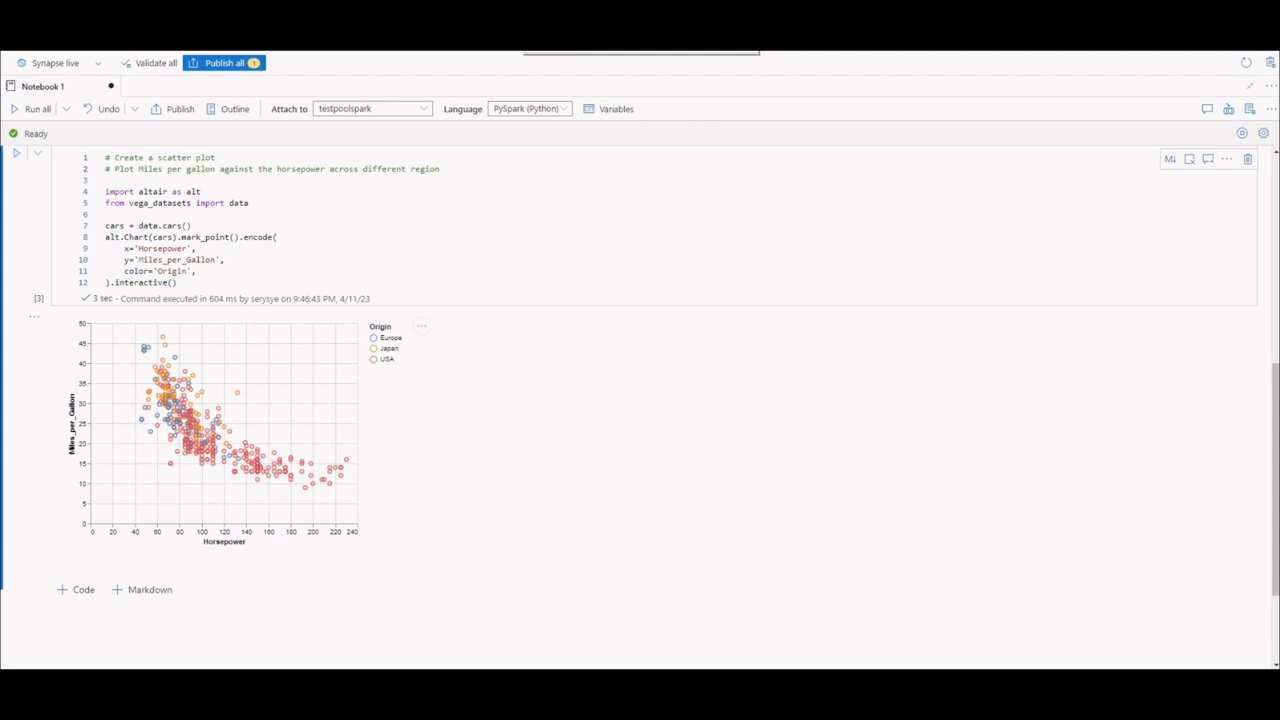 Synapse live Validate all Publish all 1
Notebook 1
Run all Undo Publish Outline Attach to testpoolspark Language PySpark (Python) Variables
Ready
1 # Create a scatter plot
2 # Plot Miles per gallon against the horsepower across different region
3
4 import altair as alt
5 from vega_datasets import data
6
7 cars = data.cars()
8 alt.Chart(cars).mark_point().encode(
9 x='Horsepower',
10 y='Miles_per_Gallon',
11 color='Origin',
12 ).interactive()
[3] 3 sec - Command executed in 604 ms by serysye on 9:46:43 PM, 4/11/23
50
45
40
35
30
25
20
15
10
5
0
Miles_per_Gallon
0 20 40 60 80 100 120 140 160 180 200 220 240
Horsepower
Origin
Europe
Japan
USA
Code Markdown